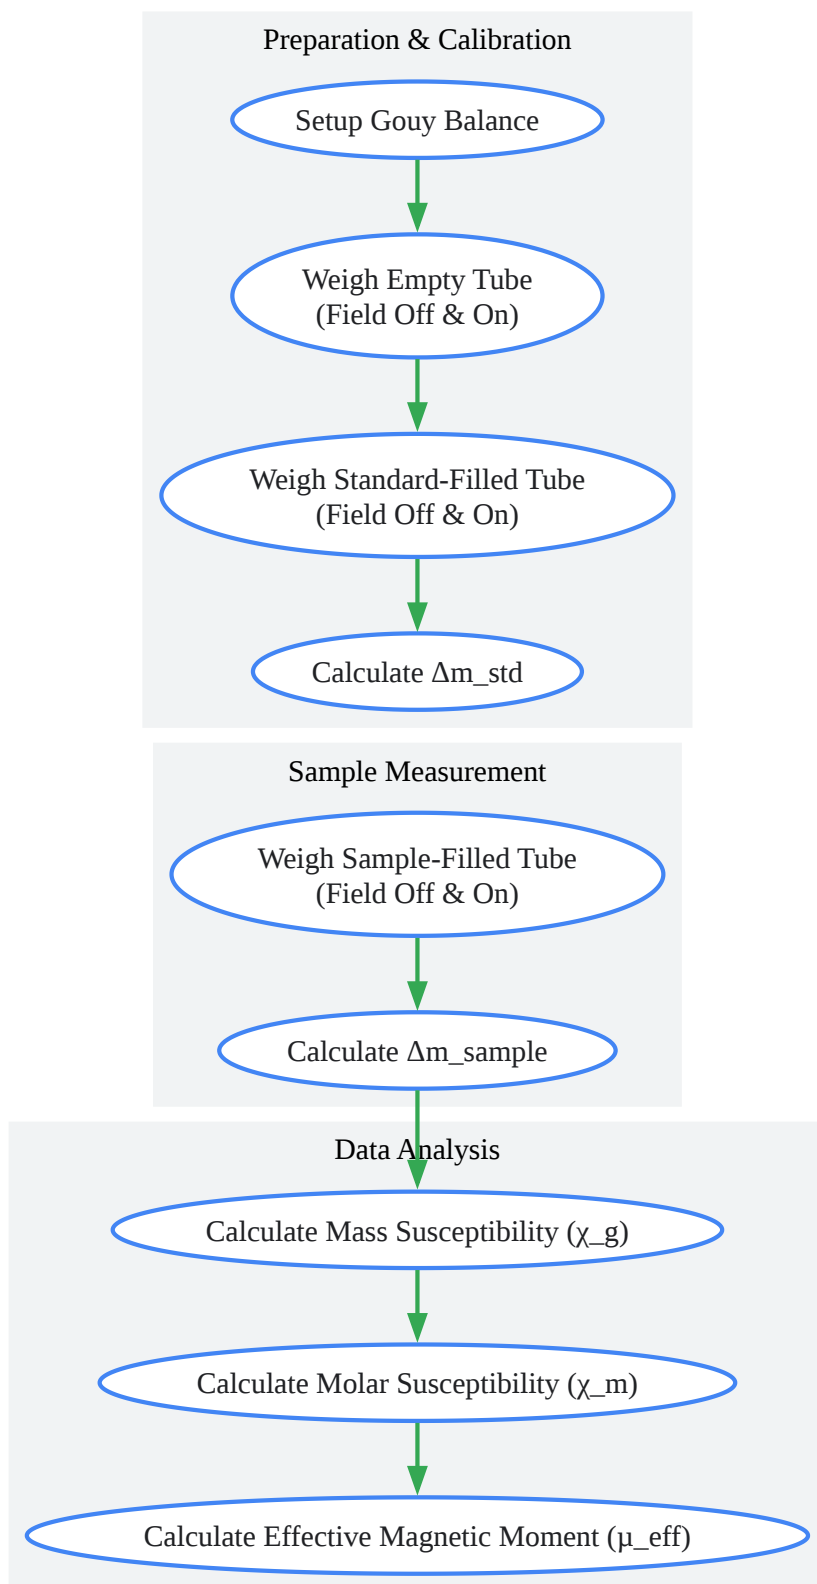 Preparation & Calibration
Setup Gouy Balance
Weigh Empty Tube
(Field Off & On)
Weigh Standard-Filled Tube
(Field Off & On)
Calculate Δm_std
Sample Measurement
Weigh Sample-Filled Tube
(Field Off & On)
Calculate Δm_sample
Data Analysis
Calculate Mass Susceptibility (χ_g)
Calculate Molar Susceptibility (χ_m)
Calculate Effective Magnetic Moment (μ_eff)